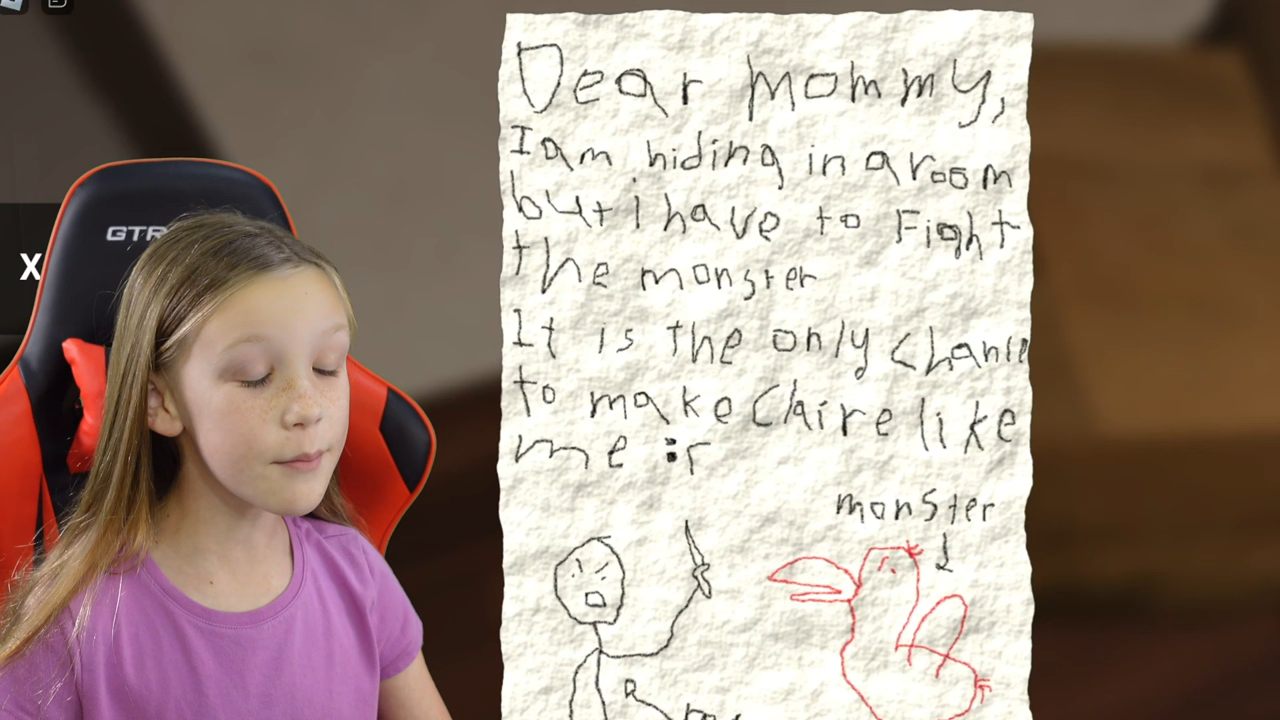 X
GTR
Dear mommy,
I am hiding in a room
but i have to Fight
the monster
It is the only chance
to make Claire like
me :r
monster